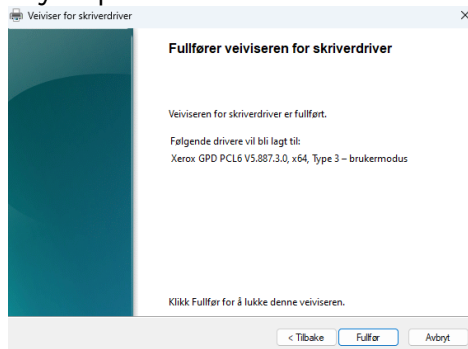 Veiviser for skriverdriver
Fullfører veiviseren for skriverdriver
Veiviseren for skriverdriver er fullført.
Følgende drivere vil bli lagt til:
Xerox GPD PCL6 V5.887.3.0, x64, Type 3 – brukermodus
Klikk Fullfør for å lukke denne veiviseren.
< Tilbake Fullfør Avbryt